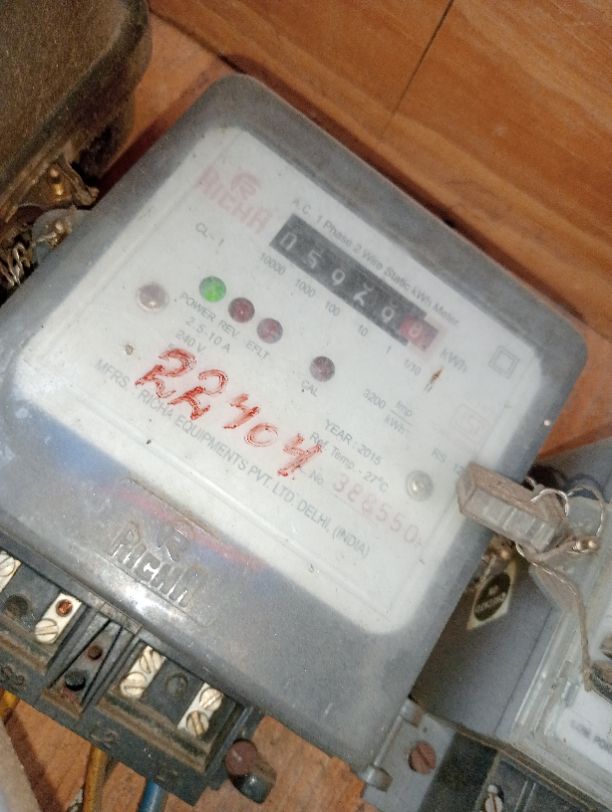 RICHA
A.C. 1 Phase 2 Wire Static kWh Meter
CL-1
10000 1000 100 10 1 1/10 kWh
POWER REV. EFLT
CAL
2.5-10 A
240 V
3200 Imp/kWh
22404
YEAR : 2015
Ref. Temp. : 27°C
No. 388550
MFRS : RICHA EQUIPMENTS PVT. LTD. DELHI, (INDIA)
RICHA